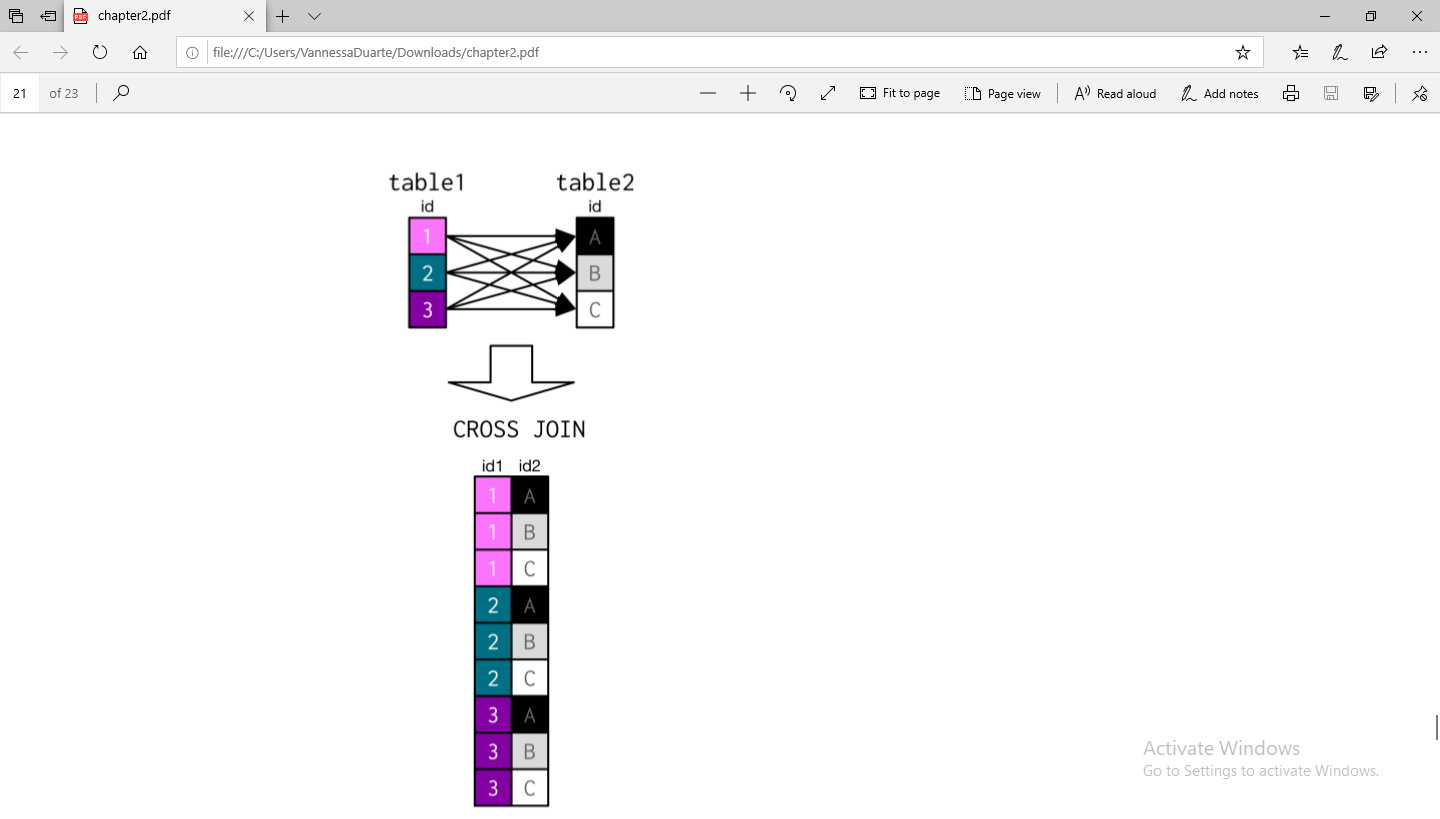 chapter2.pdf
file:///C:/Users/VannessaDuarte/Downloads/chapter2.pdf
21 of 23 Fit to page Page view Read aloud Add notes
table1 table2
id id
1 A
2 B
3 C
CROSS JOIN
id1 id2
1 A
1 B
1 C
2 A
2 B
2 C
3 A
3 B
3 C
Activate Windows
Go to Settings to activate Windows.